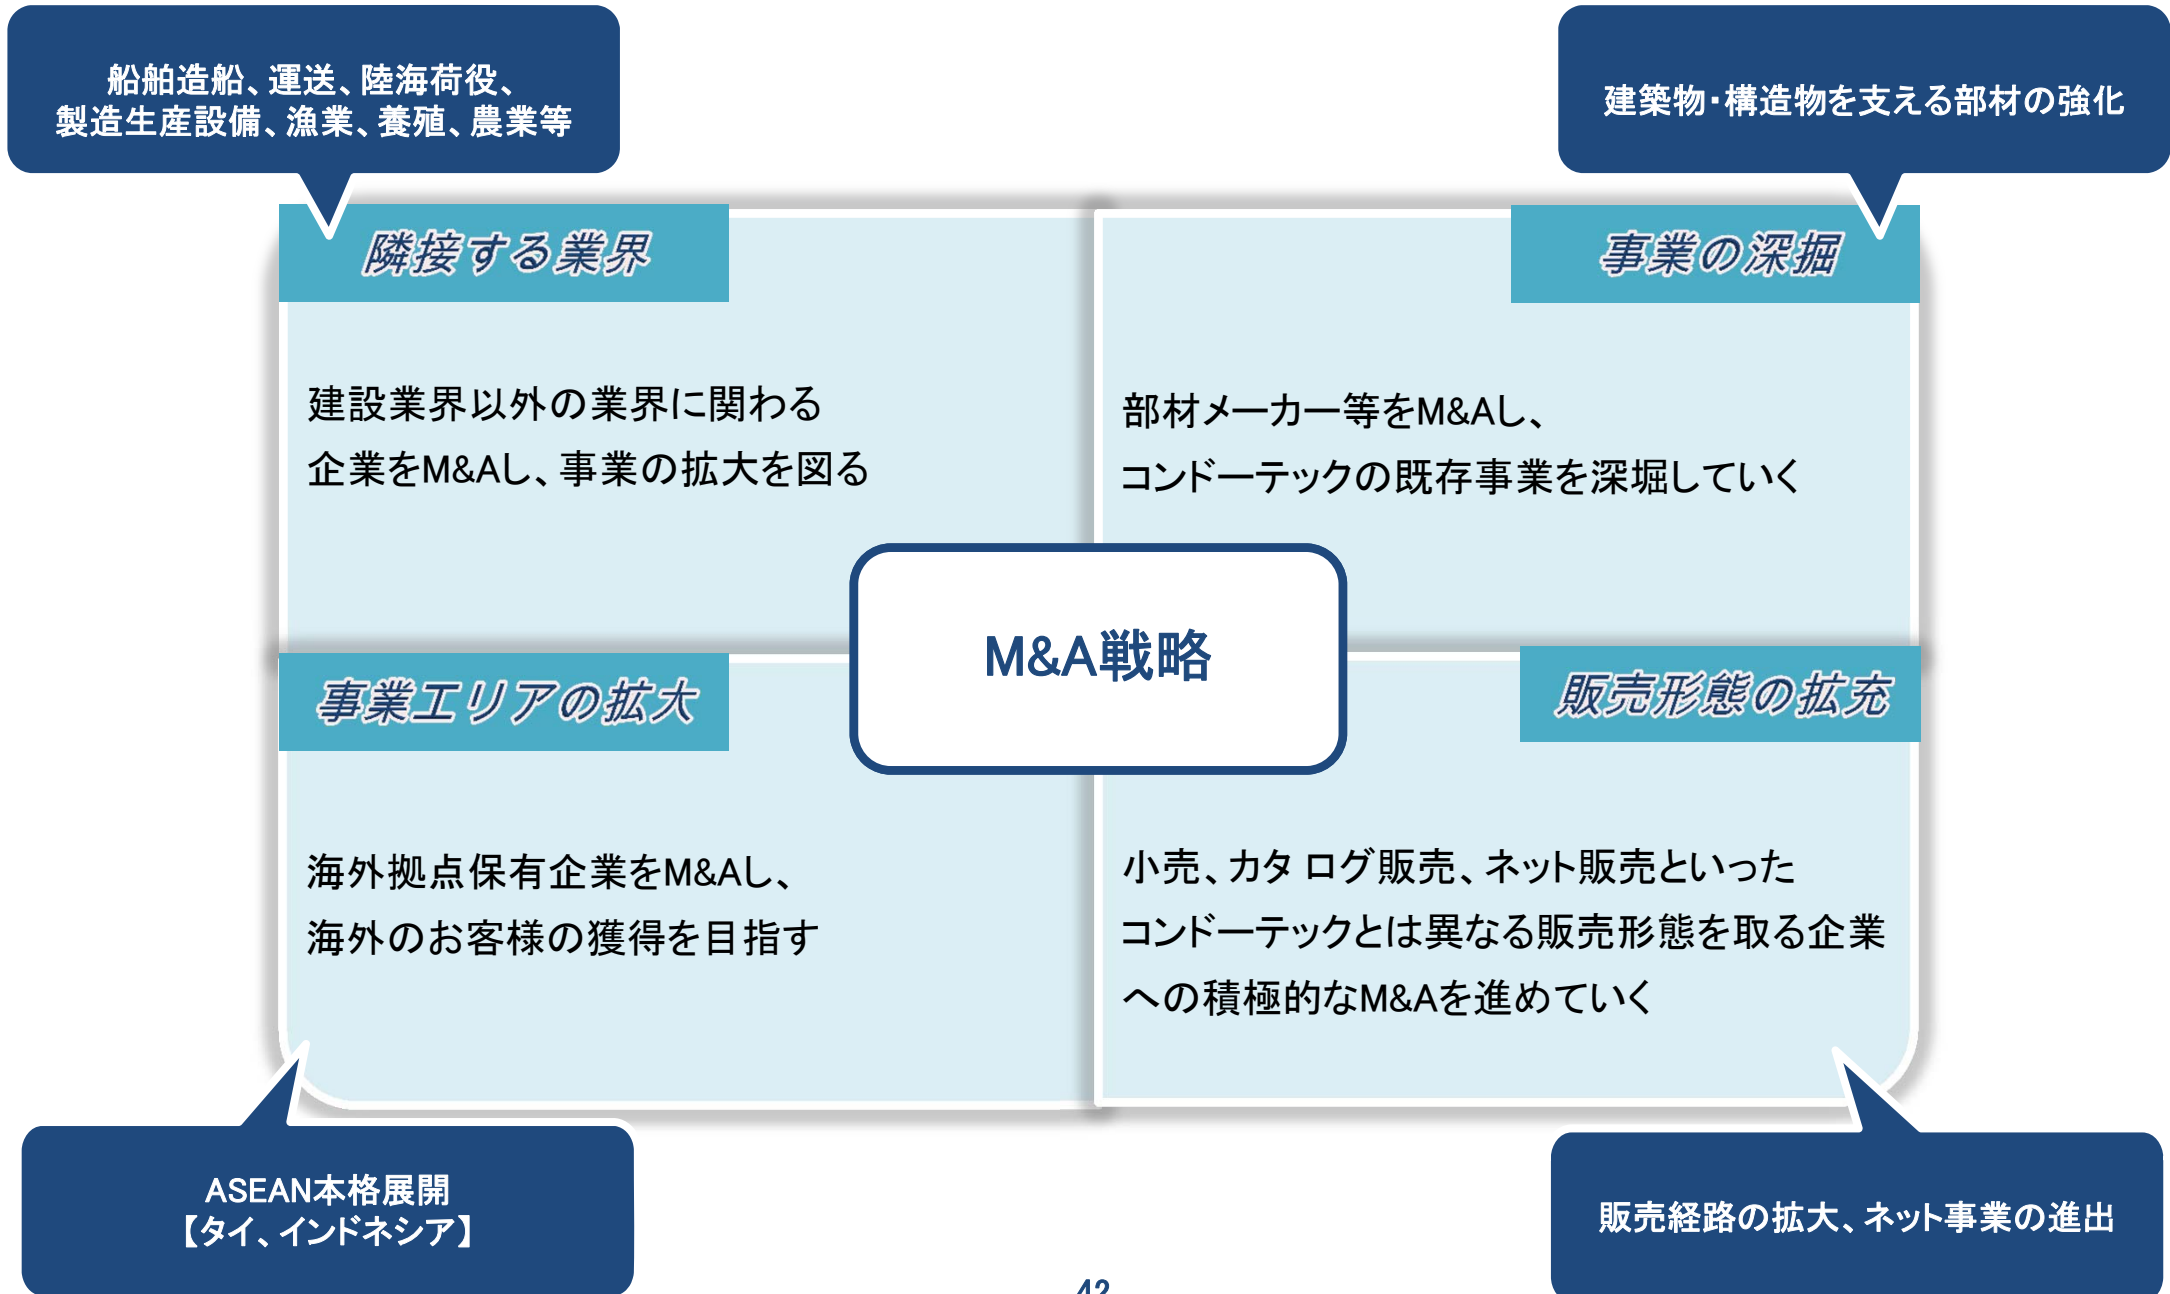 船舶造船、運送、陸海荷役、
製造生産設備、漁業、養殖、農業等
建築物・構造物を支える部材の強化
隣接する業界
建設業界以外の業界に関わる
企業をM&Aし、事業の拡大を図る
事業の深掘
部材メーカー等をM&Aし、
コンドーテックの既存事業を深堀していく
M&A戦略
事業エリアの拡大
海外拠点保有企業をM&Aし、
海外のお客様の獲得を目指す
販売形態の拡充
小売、カタログ販売、ネット販売といった
コンドーテックとは異なる販売形態を取る企業
への積極的なM&Aを進めていく
ASEAN本格展開
【タイ、インドネシア】
販売経路の拡大、ネット事業の進出
42